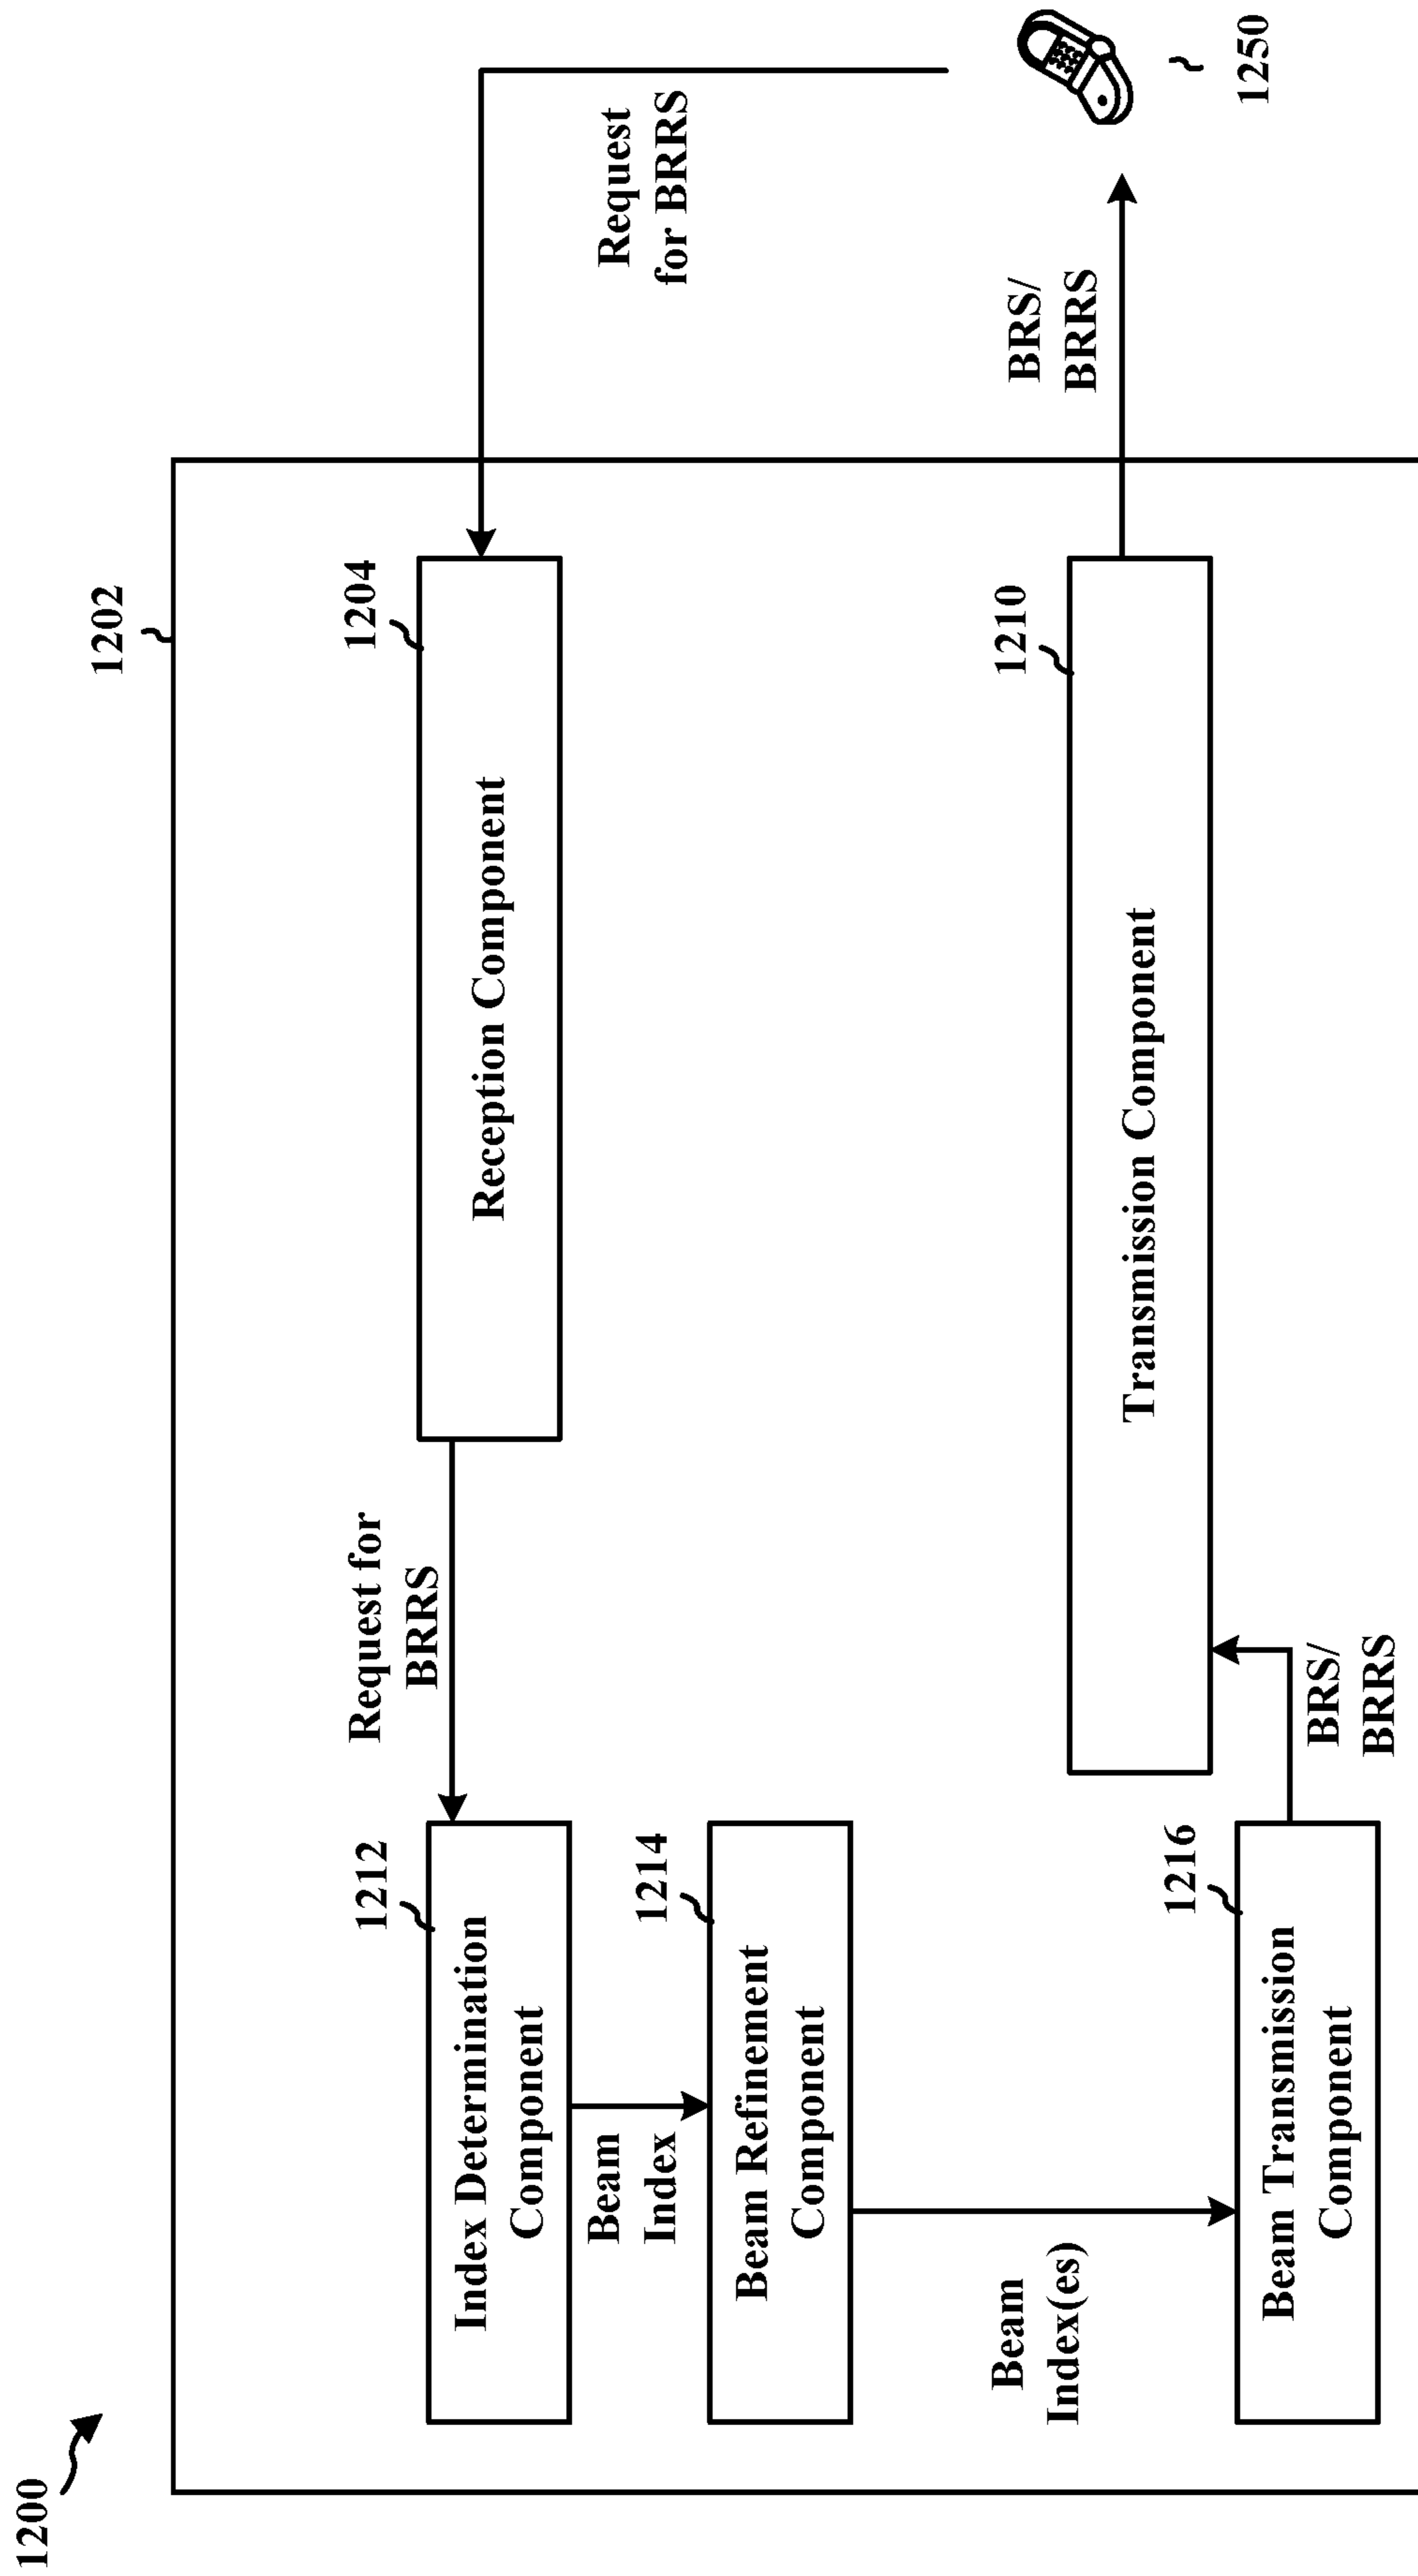 1200
1202
1212
Index Determination
Component
Request for
BRRS
1204
Reception Component
Request
for BRRS
Beam
Index
1214
Beam Refinement
Component
Beam
Index(es)
1216
Beam Transmission
Component
BRS/
BRRS
1210
Transmission Component
BRS/
BRRS
1250